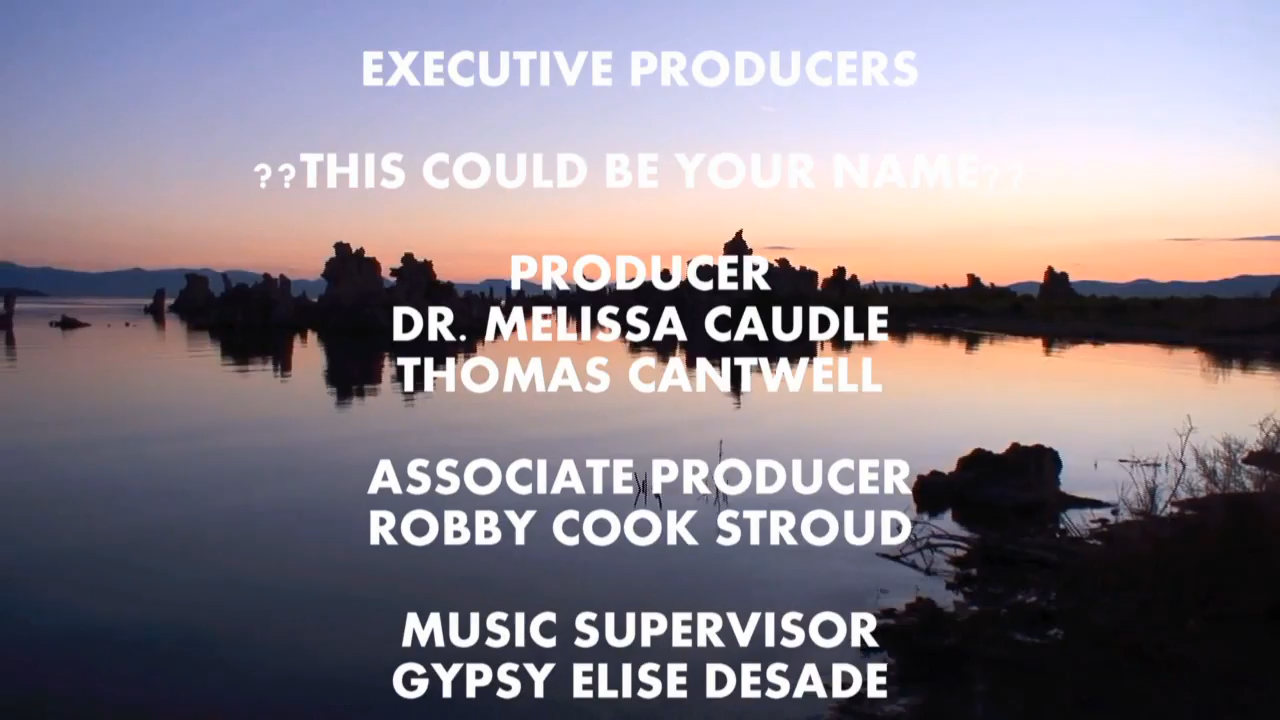 EXECUTIVE PRODUCERS
??THIS COULD BE YOUR NAME??
PRODUCER
DR. MELISSA CAUDLE
THOMAS CANTWELL
ASSOCIATE PRODUCER
ROBBY COOK STROUD
MUSIC SUPERVISOR
GYPSY ELISE DESADE